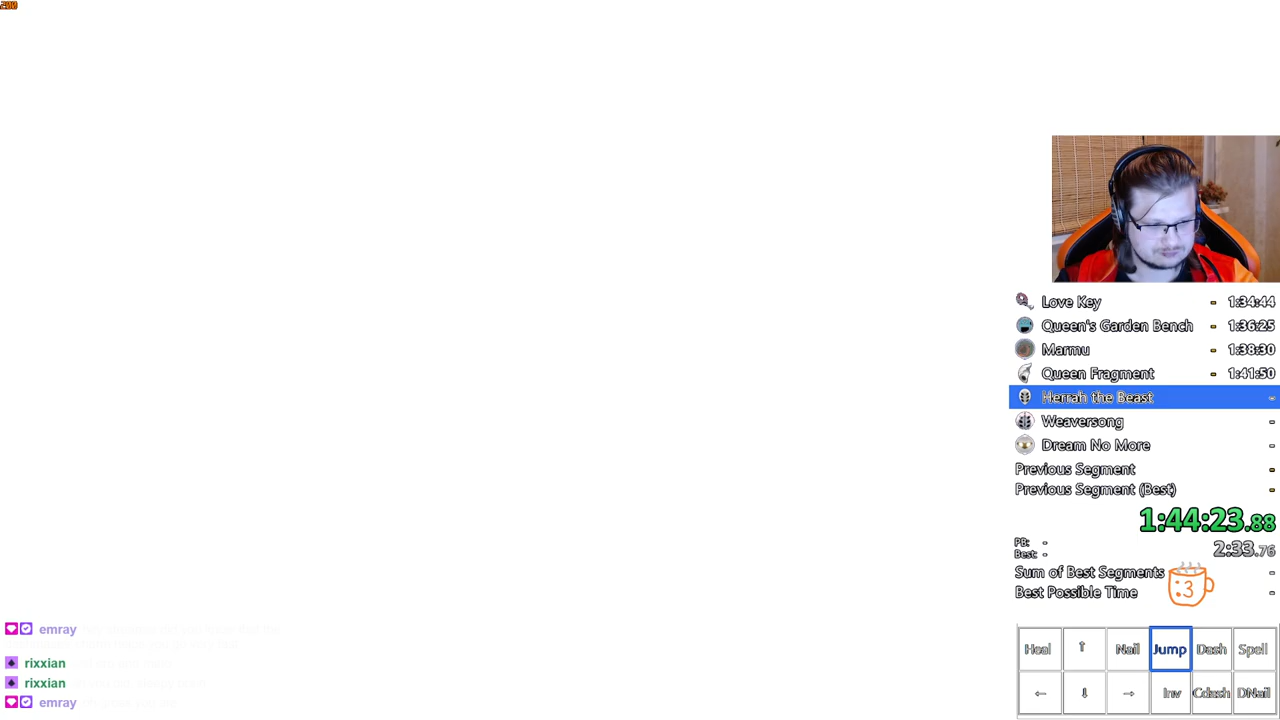 Love Key - 1:34:44
Queen's Garden Bench - 1:36:25
Marmu - 1:38:30
Queen Fragment - 1:41:50
Herrah the Beast -
Weaversong -
Dream No More -
Previous Segment -
Previous Segment (Best) -
1:44:23.88
PB: - 2:33.76
Best: -
Sum of Best Segments -
Best Possible Time -
:3
Heal ↑ Nail Jump Dash Spell
← ↓ → Inv Cdash DNail
emray
rixxian
rixxian
emray